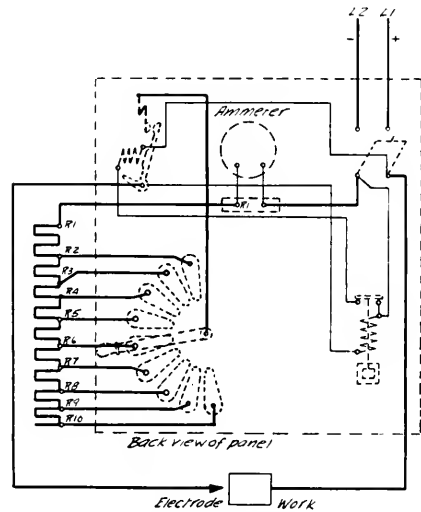 L2 L1
- +
Ammeter
R1
R1
R2
R3
R4
R5
R6
R7
R8
R9
R10
Back view of panel
Electrode Work